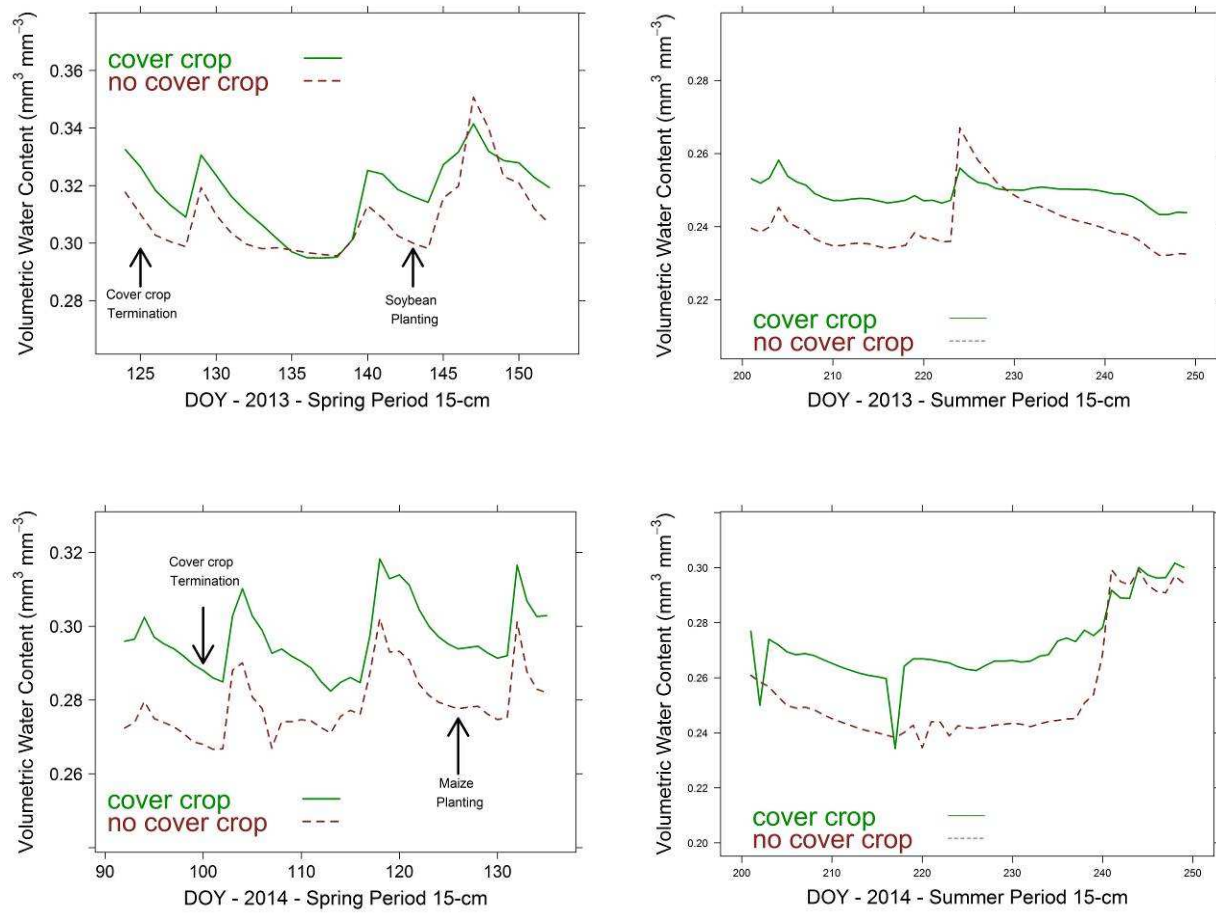 Volumetric Water Content (mm³ mm⁻³)
0.36
0.34
0.32
0.30
0.28
cover crop
no cover crop
Cover crop
Termination
Soybean
Planting
125 130 135 140 145 150
DOY - 2013 - Spring Period 15-cm
Volumetric Water Content (mm³ mm⁻³)
0.28
0.26
0.24
0.22
cover crop
no cover crop
200 210 220 230 240 250
DOY - 2013 - Summer Period 15-cm
Volumetric Water Content (mm³ mm⁻³)
0.32
0.30
0.28
0.26
Cover crop
Termination
Maize
Planting
cover crop
no cover crop
90 100 110 120 130
DOY - 2014 - Spring Period 15-cm
Volumetric Water Content (mm³ mm⁻³)
0.30
0.28
0.26
0.24
0.22
0.20
cover crop
no cover crop
200 210 220 230 240 250
DOY - 2014 - Summer Period 15-cm